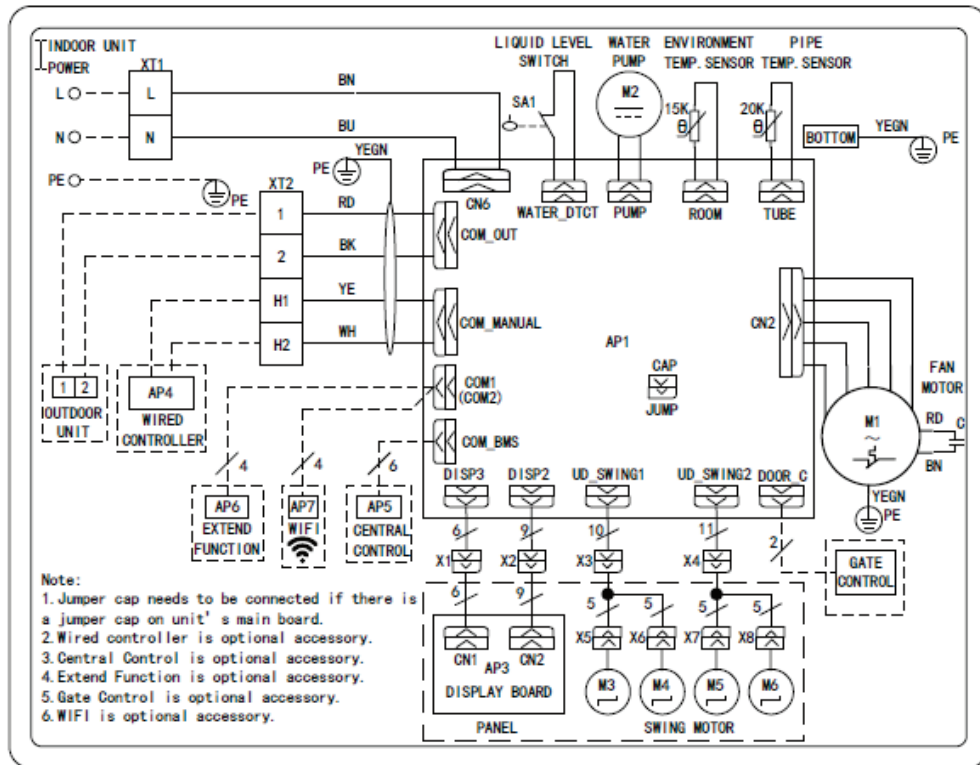 INDOOR UNIT
POWER
XT1
LIQUID LEVEL
SWITCH
WATER
PUMP
ENVIRONMENT
TEMP. SENSOR
PIPE
TEMP. SENSOR
L
L
BN
SA1
M2
15K
θ
20K
θ
N
N
BU
BOTTOM
YEGN
PE
YEGN
PE
PE
PE
XT2
CN6
WATER_DTCT
PUMP
ROOM
TUBE
1
RD
COM_OUT
2
BK
H1
YE
COM_MANUAL
CN2
H2
WH
AP1
CAP
JUMP
FAN
MOTOR
1 2
OUTDOOR
UNIT
AP4
WIRED
CONTROLLER
COM1
(COM2)
M1
~
RD
C
BN
COM_BMS
4
4
6
DISP3
DISP2
UD_SWING1
UD_SWING2
DOOR_C
YEGN
PE
AP6
EXTEND
FUNCTION
AP7
WIFI
AP5
CENTRAL
CONTROL
6
9
10
11
2
X1
X2
X3
X4
GATE
CONTROL
6
9
5
5
5
5
X5
X6
X7
X8
CN1
CN2
AP3
DISPLAY BOARD
M3
M4
M5
M6
PANEL
SWING MOTOR
Note:
1. Jumper cap needs to be connected if there is
a jumper cap on unit' s main board.
2. Wired controller is optional accessory.
3. Central Control is optional accessory.
4. Extend Function is optional accessory.
5. Gate Control is optional accessory.
6. WIFI is optional accessory.